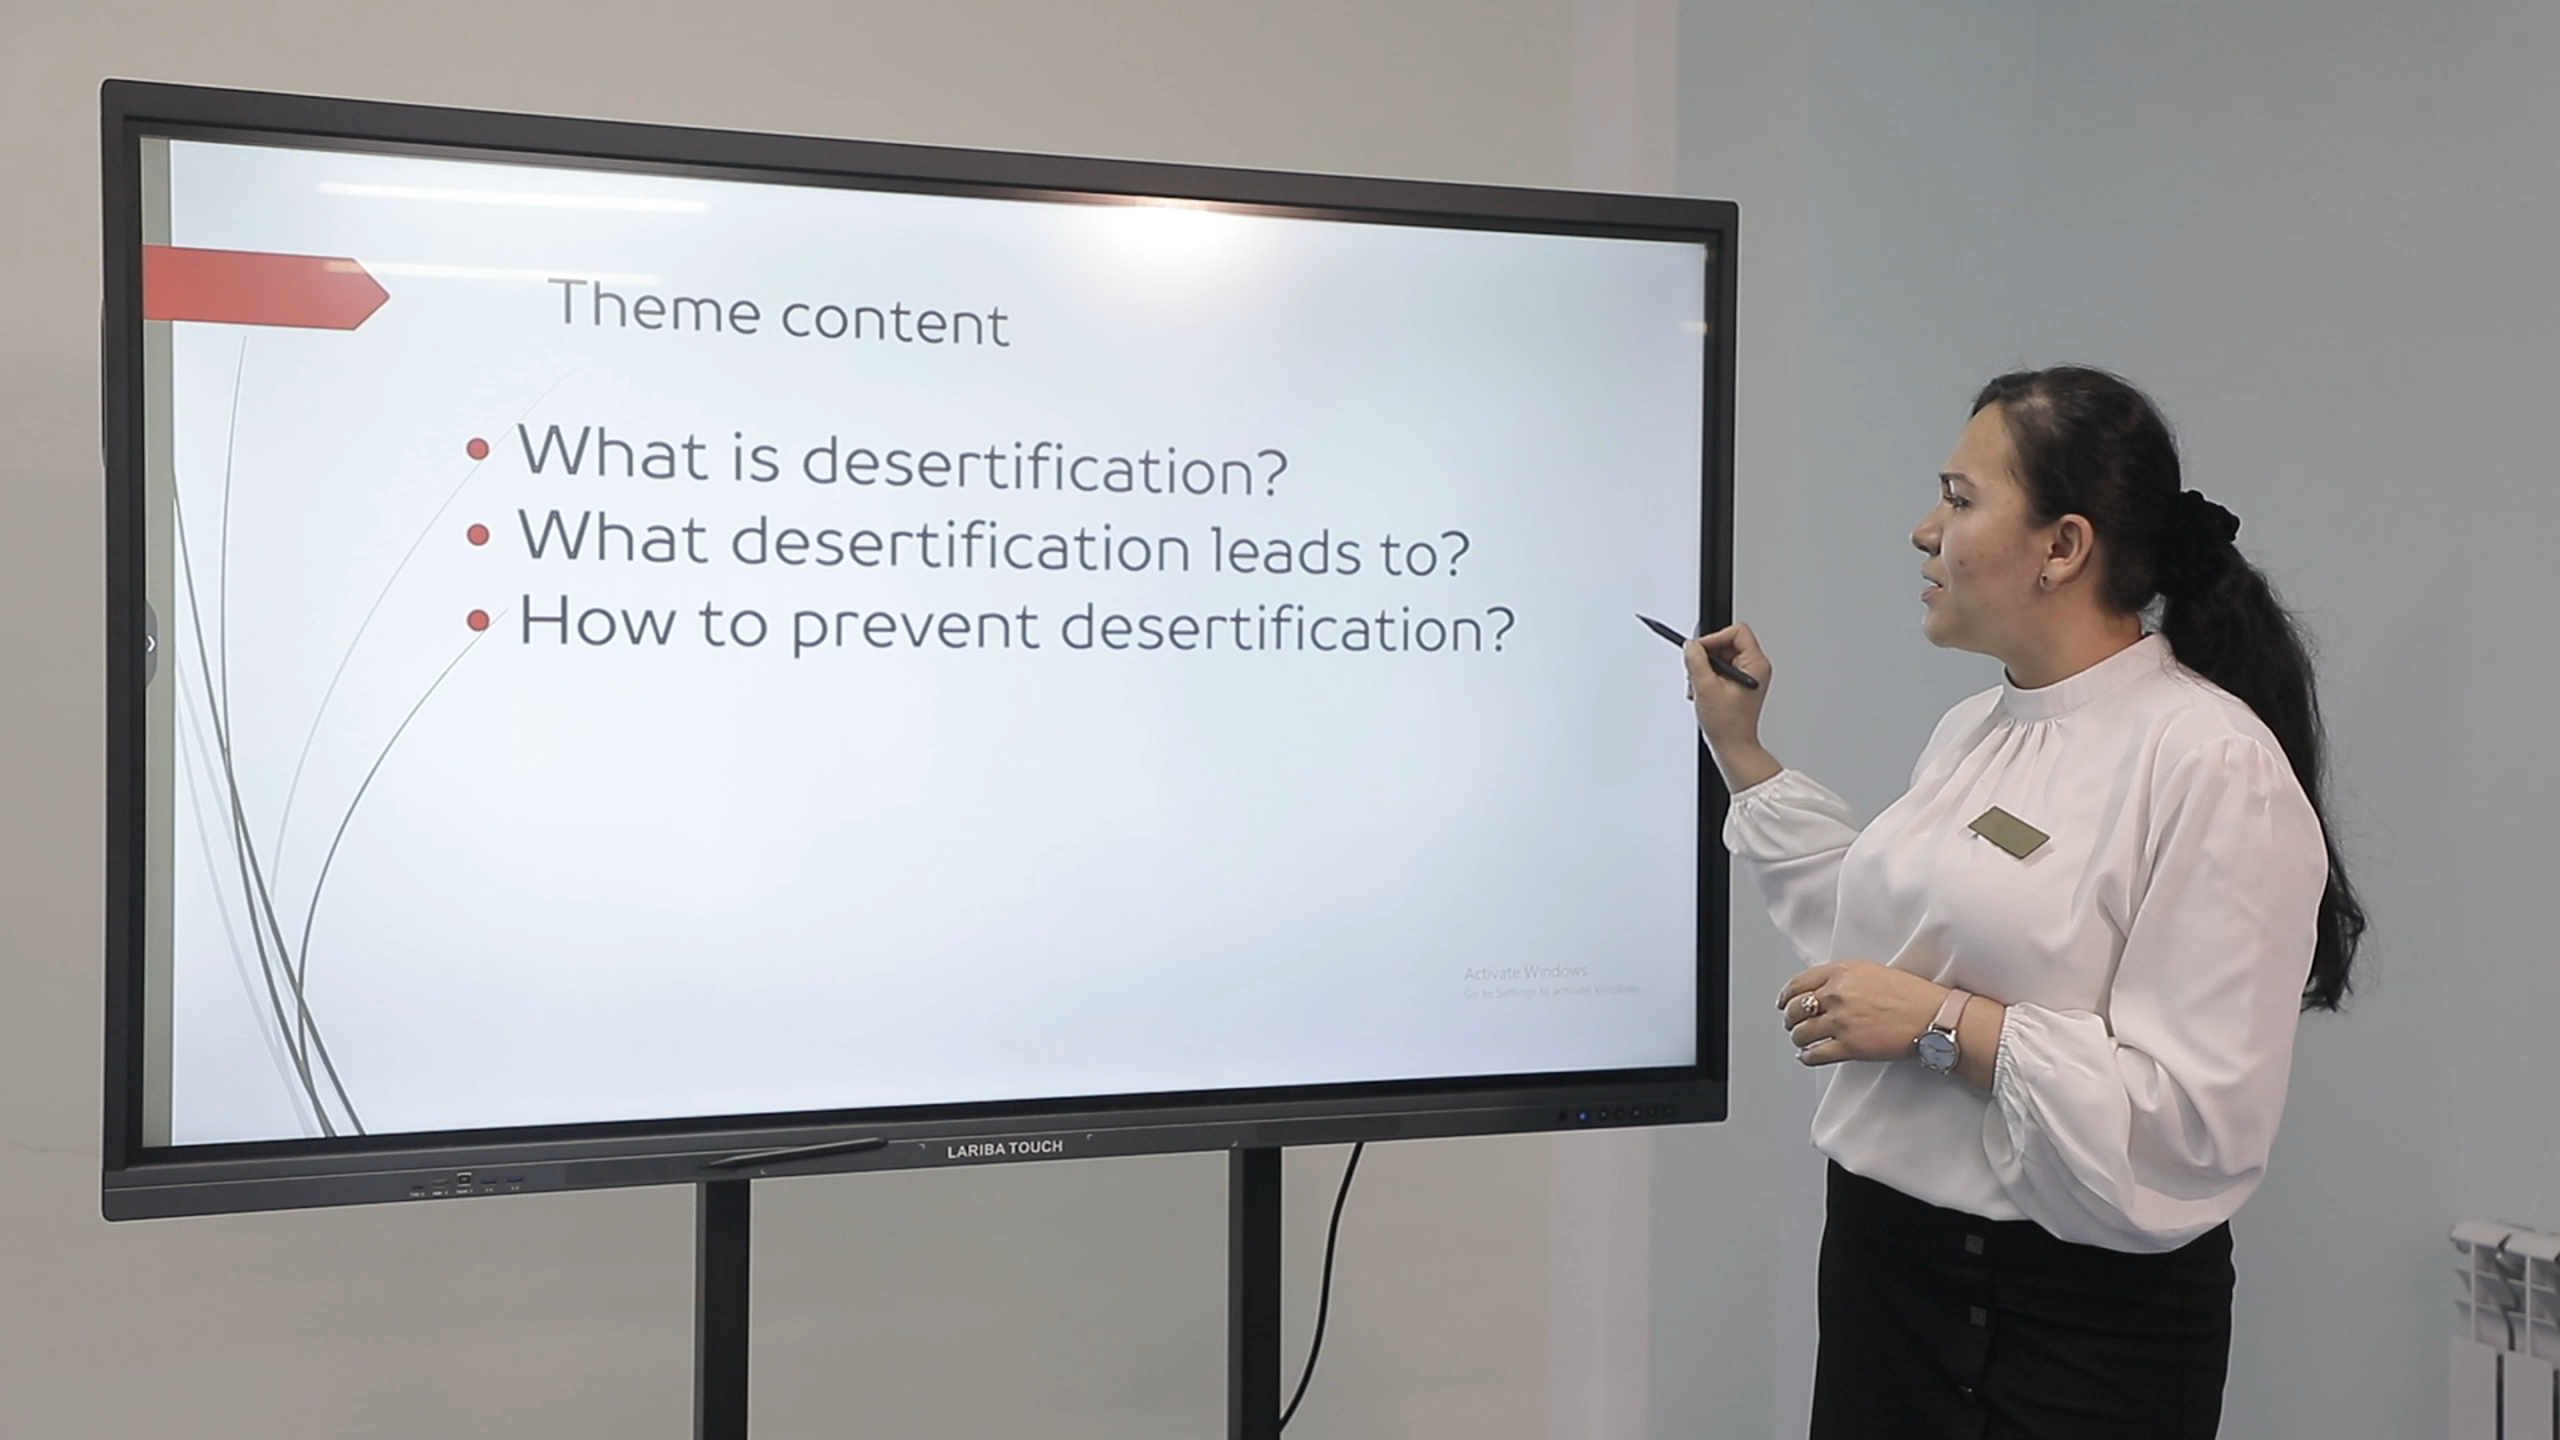 Theme content
What is desertification?
What desertification leads to?
How to prevent desertification?
Activate Windows
Go to Settings to activate Windows.
LARIBA TOUCH